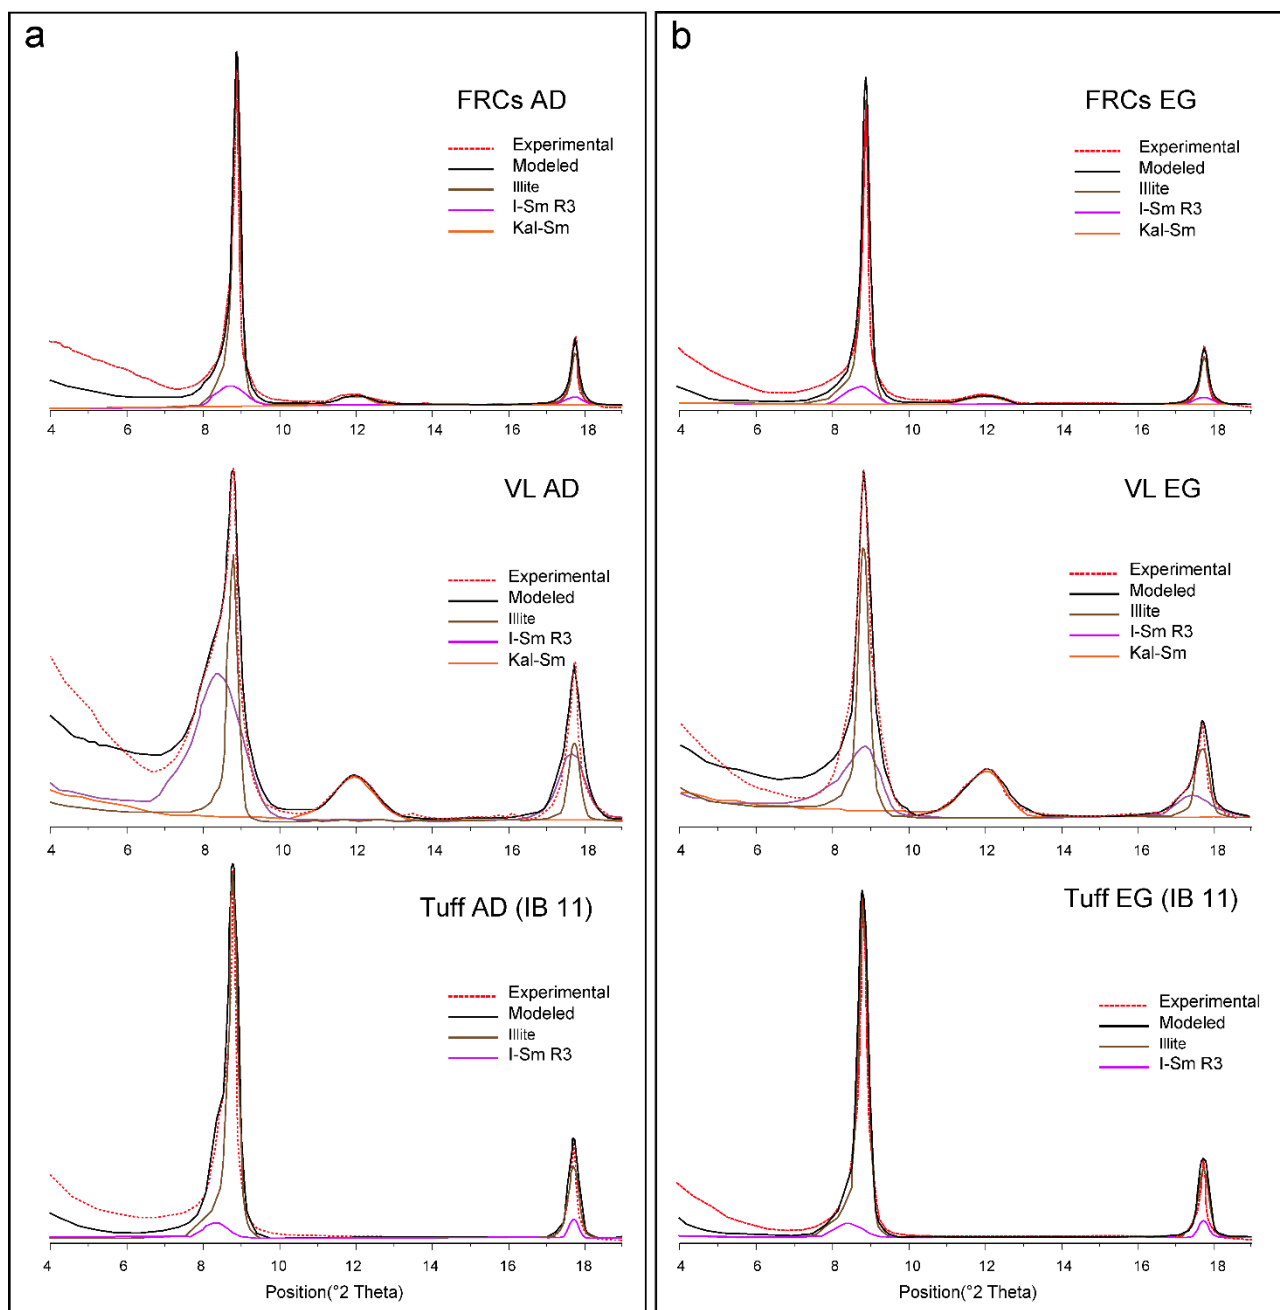 a
FRCs AD
Experimental
Modeled
Illite
I-Sm R3
Kal-Sm
4 6 8 10 12 14 16 18
VL AD
Experimental
Modeled
Illite
I-Sm R3
Kal-Sm
4 6 8 10 12 14 16 18
Tuff AD (IB 11)
Experimental
Modeled
Illite
I-Sm R3
4 6 8 10 12 14 16 18
Position(°2 Theta)
b
FRCs EG
Experimental
Modeled
Illite
I-Sm R3
Kal-Sm
4 6 8 10 12 14 16 18
VL EG
Experimental
Modeled
Illite
I-Sm R3
Kal-Sm
4 6 8 10 12 14 16 18
Tuff EG (IB 11)
Experimental
Modeled
Illite
I-Sm R3
4 6 8 10 12 14 16 18
Position(°2 Theta)